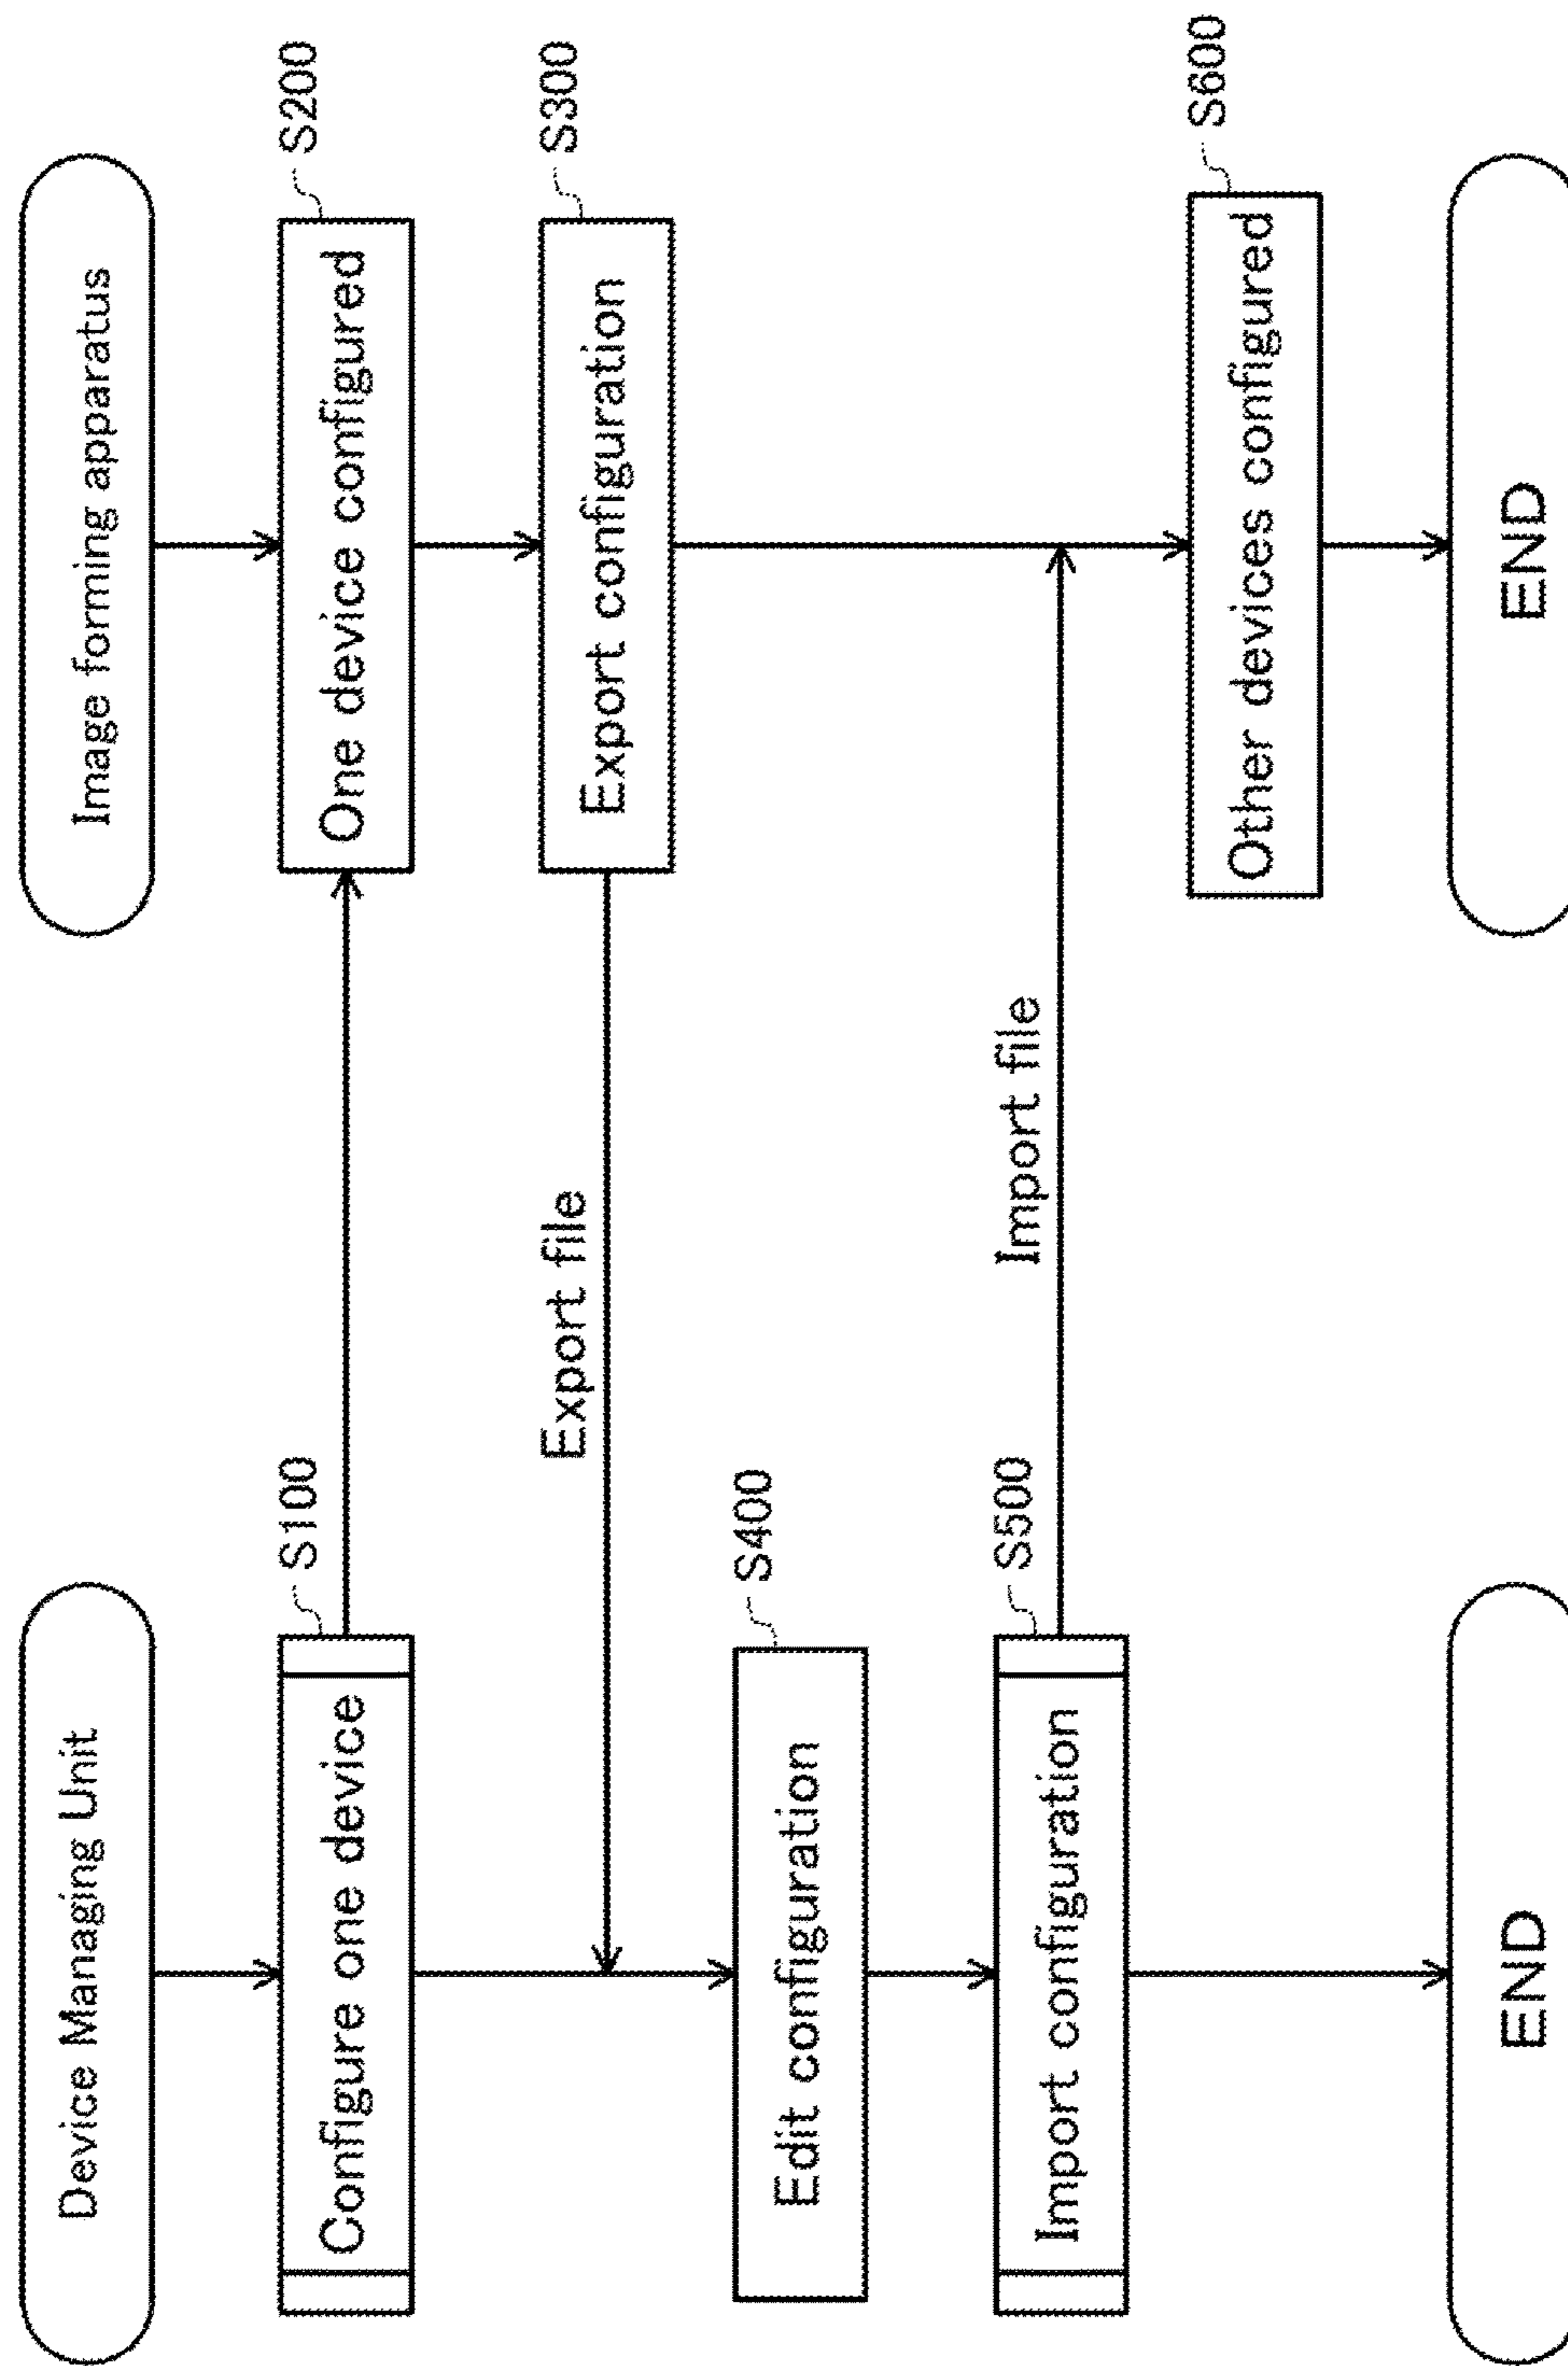 Device Managing Unit
Image forming apparatus
S100
Configure one device
S200
One device configured
Export file
S300
Export configuration
S400
Edit configuration
S500
Import configuration
Import file
S600
Other devices configured
END
END